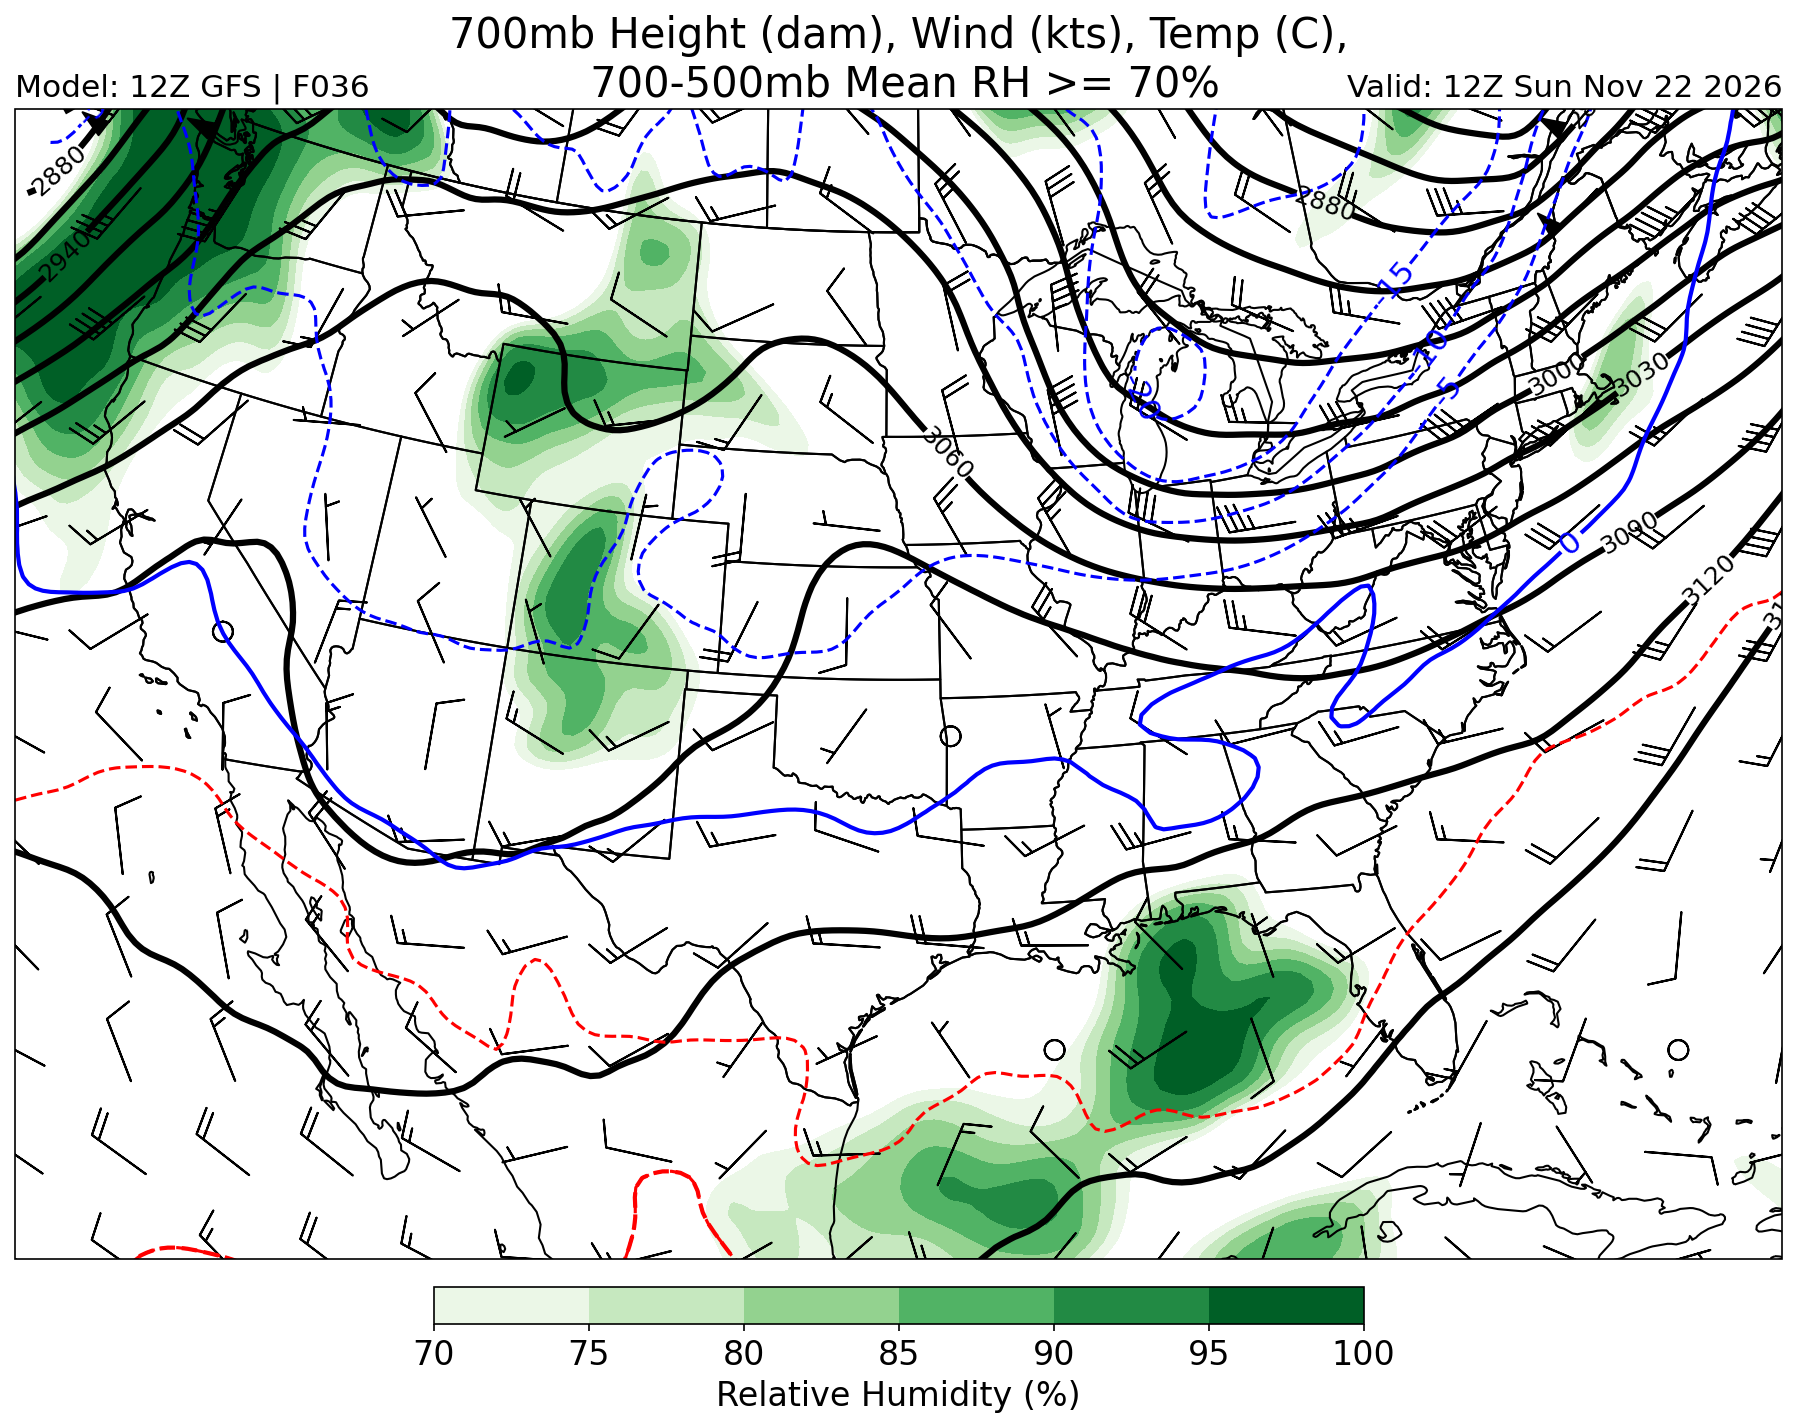 700mb Height (dam), Wind (kts), Temp (C),
700-500mb Mean RH >= 70%
Model: 12Z GFS | F036
Valid: 12Z Sun Nov 22 2026
2880
2940
2880
-15
-10
-5
-20
3000
3030
3060
0
3090
3120
70 75 80 85 90 95 100
Relative Humidity (%)